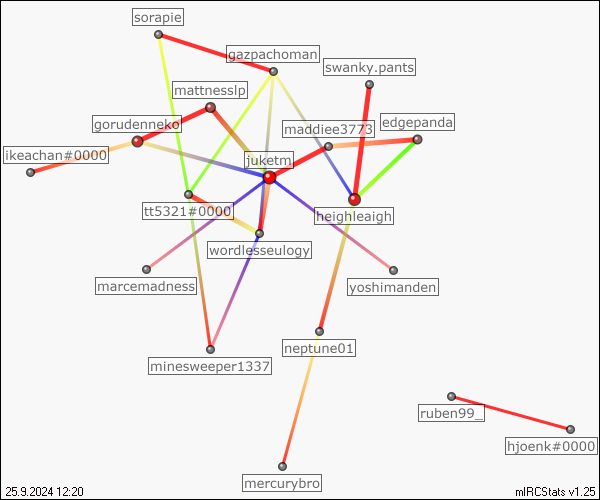 sorapie
gazpachoman
swanky.pants
mattnesslp
gorudenneko
edgepanda
maddiee3773
ikeachan#0000
juketm
tt5321#0000
heighleaigh
wordlesseulogy
marcemadness
yoshimanden
neptune01
minesweeper1337
ruben99_
hjoenk#0000
mercurybro
25.9.2024 12:20
mIRCStats v1.25